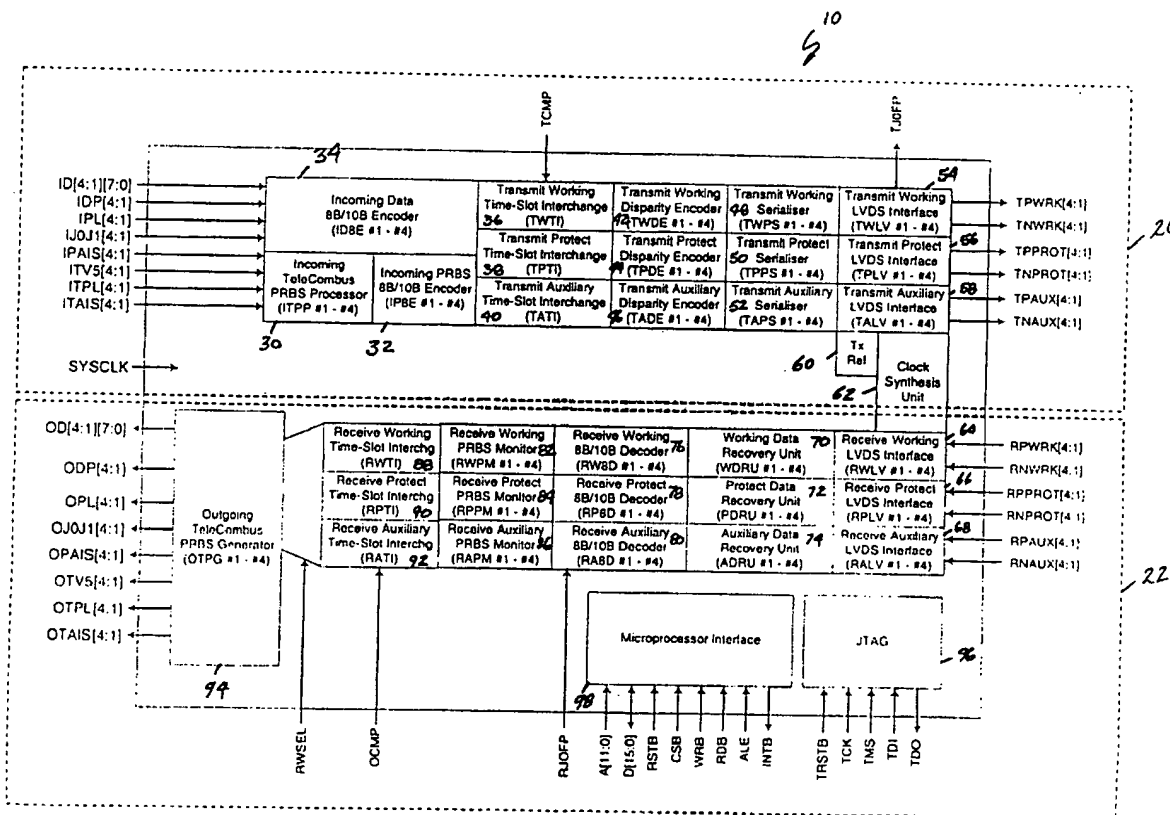 10
20
22
TCMP
TJ0FP
34
54
ID[4:1][7:0]
IDP[4:1]
IPL[4:1]
IJ0J1[4:1]
IPAIS[4:1]
ITV5[4:1]
ITPL[4:1]
ITAIS[4:1]
SYSCLK
Incoming Data
8B/10B Encoder
(ID8E #1 - #4)
Incoming
TeleCombus
PRBS Processor
(ITPP #1 - #4)
30
Incoming PRBS
8B/10B Encoder
(IP8E #1 - #4)
32
Transmit Working
Time-Slot Interchange
36 (TWTI)
Transmit Protect
Time-Slot Interchange
38 (TPTI)
Transmit Auxiliary
Time-Slot Interchange
40 (TATI)
Transmit Working
Disparity Encoder
42 (TWDE #1 - #4)
Transmit Protect
Disparity Encoder
44 (TPDE #1 - #4)
Transmit Auxiliary
Disparity Encoder
46 (TADE #1 - #4)
Transmit Working
48 Serialiser
(TWPS #1 - #4)
Transmit Protect
50 Serialiser
(TPPS #1 - #4)
Transmit Auxiliary
52 Serialiser
(TAPS #1 - #4)
Transmit Working
LVDS Interface
(TWLV #1 - #4)
Transmit Protect 56
LVDS Interface
(TPLV #1 - #4)
Transmit Auxiliary 58
LVDS Interface
(TALV #1 - #4)
TPWRK[4:1]
TNWRK[4:1]
TPPROT[4:1]
TNPROT[4:1]
TPAUX[4:1]
TNAUX[4:1]
Tx
Ref
60
62
Clock
Synthesis
Unit
OD[4:1][7:0]
ODP[4:1]
OPL[4:1]
OJ0J1[4:1]
OPAIS[4:1]
OTV5[4:1]
OTPL[4:1]
OTAIS[4:1]
Outgoing
TeleCombus
PRBS Generator
(OTPG #1 - #4)
94
Receive Working
Time-Slot Interchg
(RWTI) 88
Receive Protect
Time-Slot Interchg
(RPTI) 90
Receive Auxiliary
Time-Slot Interchg
(RATI) 92
Receive Working
PRBS Monitor 82
(RWPM #1 - #4)
Receive Protect
PRBS Monitor 84
(RPPM #1 - #4)
Receive Auxiliary
PRBS Monitor 86
(RAPM #1 - #4)
Receive Working 76
8B/10B Decoder
(RW8D #1 - #4)
Receive Protect
8B/10B Decoder 78
(RP8D #1 - #4)
Receive Auxiliary
8B/10B Decoder 80
(RA8D #1 - #4)
Working Data 70
Recovery Unit
(WDRU #1 - #4)
Protect Data
Recovery Unit 72
(PDRU #1 - #4)
Auxiliary Data
Recovery Unit 74
(ADRU #1 - #4)
Receive Working 64
LVDS Interface
(RWLV #1 - #4)
Receive Protect 66
LVDS Interface
(RPLV #1 - #4)
Receive Auxiliary 68
LVDS Interface
(RALV #1 - #4)
RPWRK[4:1]
RNWRK[4:1]
RPPROT[4:1]
RNPROT[4:1]
RPAUX[4:1]
RNAUX[4:1]
Microprocessor Interface
98
JTAG
96
RWSEL
OCMP
RJ0FP
A[11:0]
D[15:0]
RSTB
CSB
WRB
RDB
ALE
INTB
TRSTB
TCK
TMS
TDI
TDO